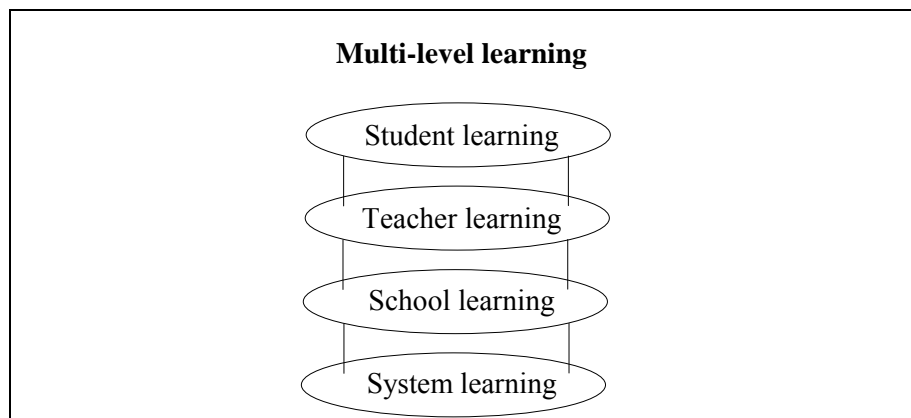 Multi-level learning
Student learning
Teacher learning
School learning
System learning